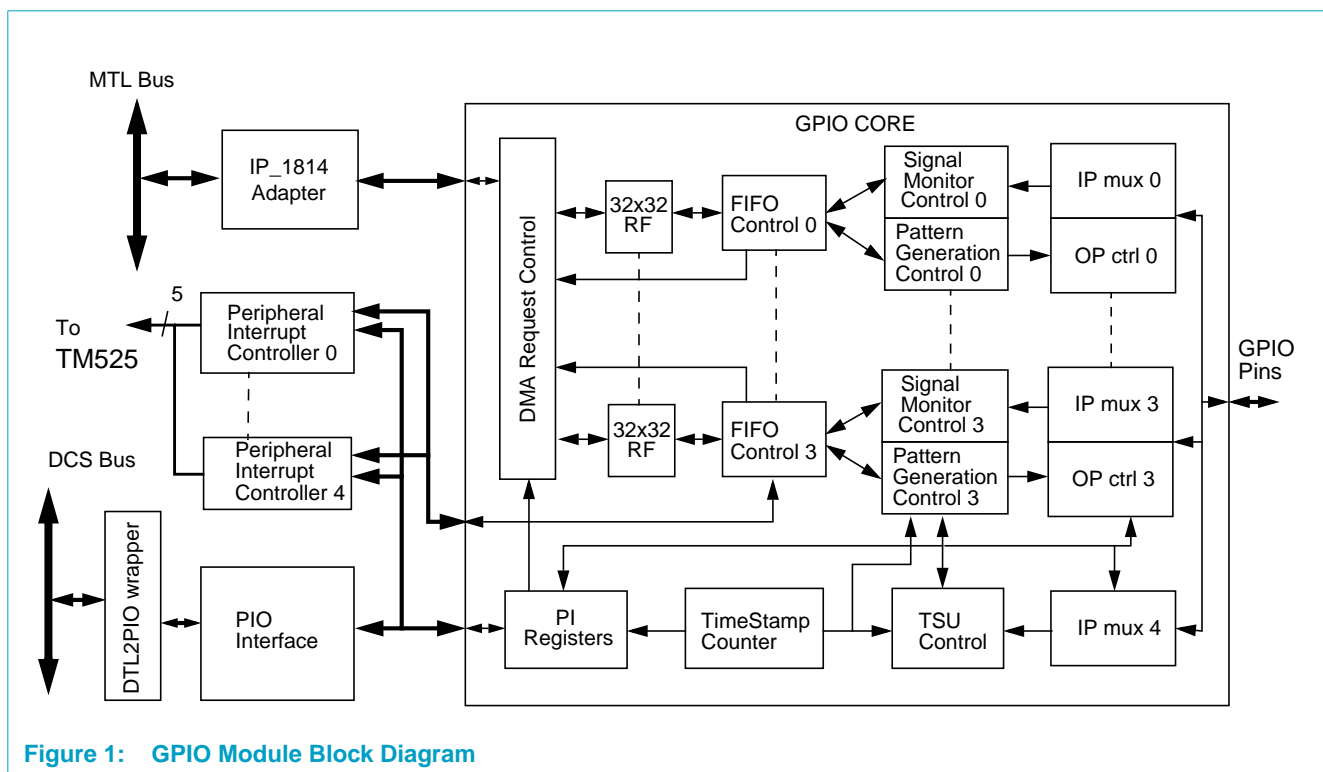 MTL Bus
IP_1814
Adapter
GPIO CORE
DMA Request Control
32x32
RF
FIFO
Control 0
Signal
Monitor
Control 0
Pattern
Generation
Control 0
IP mux 0
OP ctrl 0
5
To
TM525
Peripheral
Interrupt
Controller 0
Peripheral
Interrupt
Controller 4
32x32
RF
FIFO
Control 3
Signal
Monitor
Control 3
Pattern
Generation
Control 3
IP mux 3
OP ctrl 3
GPIO
Pins
DCS Bus
DTL2PIO wrapper
PIO
Interface
PI
Registers
TimeStamp
Counter
TSU
Control
IP mux 4
Figure 1: GPIO Module Block Diagram